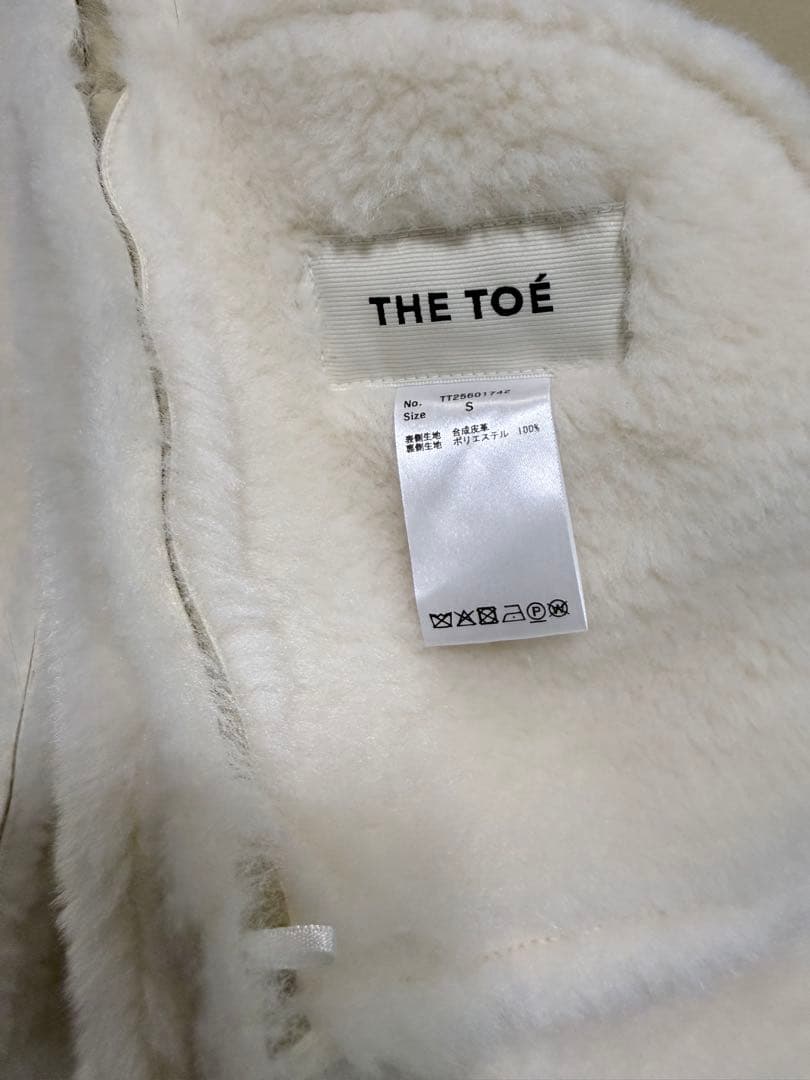 THE TOÉ
No. TT25601742
Size S
表側生地 合成皮革
裏側生地 ポリエステル 100%
P W